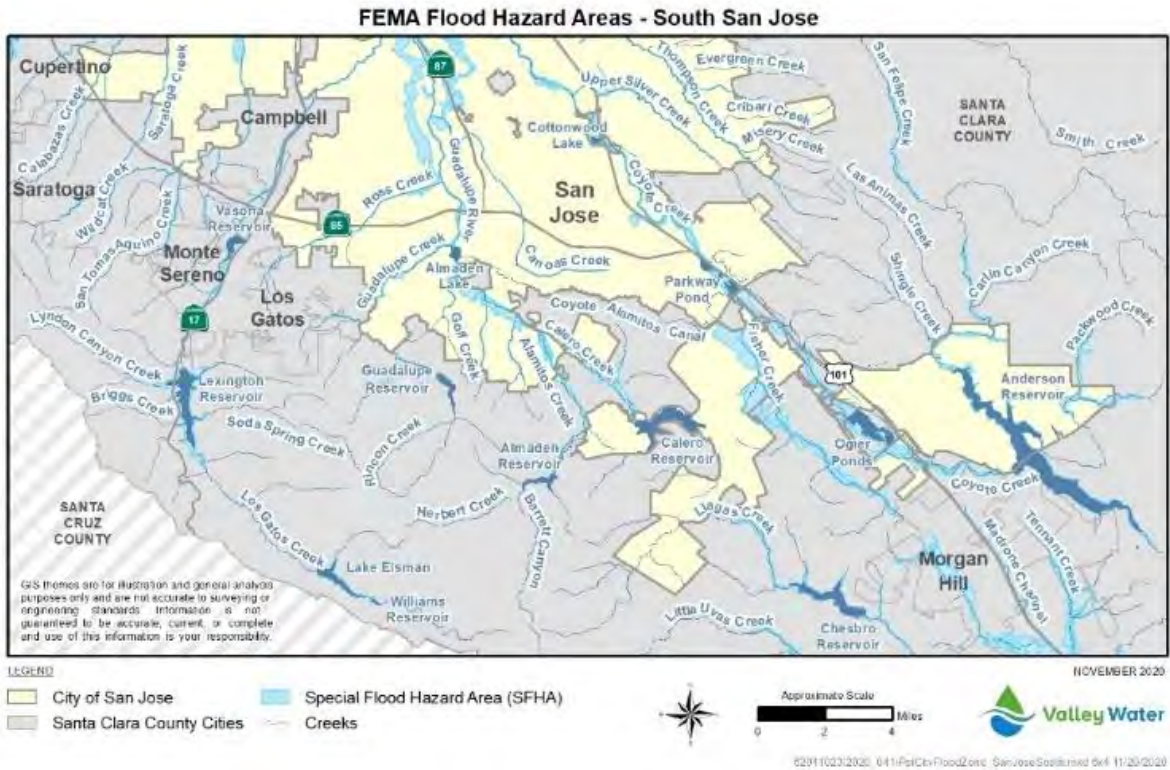 FEMA Flood Hazard Areas - South San Jose
Cupertino
Calabazas Creek
Saratoga Creek
Campbell
87
Thompson Creek
Evergreen Creek
Upper Silver Creek
Cribari Creek
Misery Creek
San Felipe Creek
SANTA
CLARA
COUNTY
Smith Creek
Cottonwood
Lake
Saratoga
Wildcat Creek
San Tomas Aquino Creek
Vasona
Reservoir
Ross Creek
85
Guadalupe River
San
Jose
Coyote Creek
Las Animas Creek
Monte
Sereno
Los
Gatos
Guadalupe Creek
Almaden
Lake
Canoas Creek
Parkway
Pond
Shingle Creek
Carlin Canyon Creek
Packwood Creek
17
Lyndon Canyon Creek
Briggs Creek
Lexington
Reservoir
Soda Spring Creek
Guadalupe
Reservoir
Rincon Creek
Golf Creek
Alamitos Creek
Calero Creek
Coyote Alamitos Canal
Fisher Creek
101
Anderson
Reservoir
Almaden
Reservoir
Calero
Reservoir
Ogier
Ponds
Coyote Creek
SANTA
CRUZ
COUNTY
Los Gatos Creek
Herbert Creek
Barrett Canyon
Llagas Creek
Madrone Channel
Tennant Creek
Morgan
Hill
Lake Elsman
Williams
Reservoir
Little Uvas Creek
Chesbro
Reservoir
GIS themes are for illustration and general analysis
purposes only and are not accurate to surveying or
engineering standards. Information is not
guaranteed to be accurate, current, or complete
and use of this information is your responsibility.
LEGEND
City of San Jose
Special Flood Hazard Area (SFHA)
Santa Clara County Cities
Creeks
Approximate Scale
Miles
0 2 4
NOVEMBER 2020
Valley Water